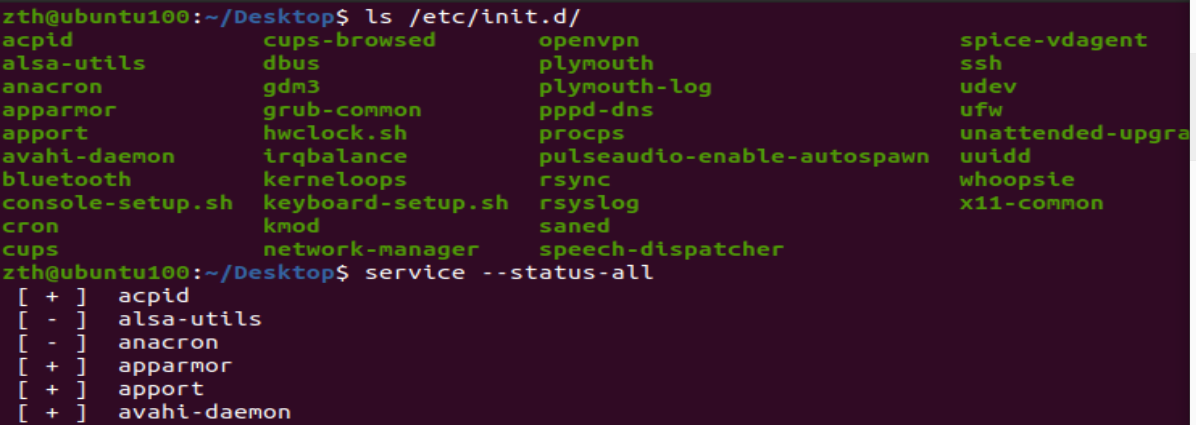 zth@ubuntu100:~/Desktop$ ls /etc/init.d/
acpid cups-browsed openvpn spice-vdagent
alsa-utils dbus plymouth ssh
anacron gdm3 plymouth-log udev
apparmor grub-common pppd-dns ufw
apport hwclock.sh procps unattended-upgra
avahi-daemon irqbalance pulseaudio-enable-autospawn uuidd
bluetooth kerneloops rsync whoopsie
console-setup.sh keyboard-setup.sh rsyslog x11-common
cron kmod saned
cups network-manager speech-dispatcher
zth@ubuntu100:~/Desktop$ service --status-all
[ + ] acpid
[ - ] alsa-utils
[ - ] anacron
[ + ] apparmor
[ + ] apport
[ + ] avahi-daemon